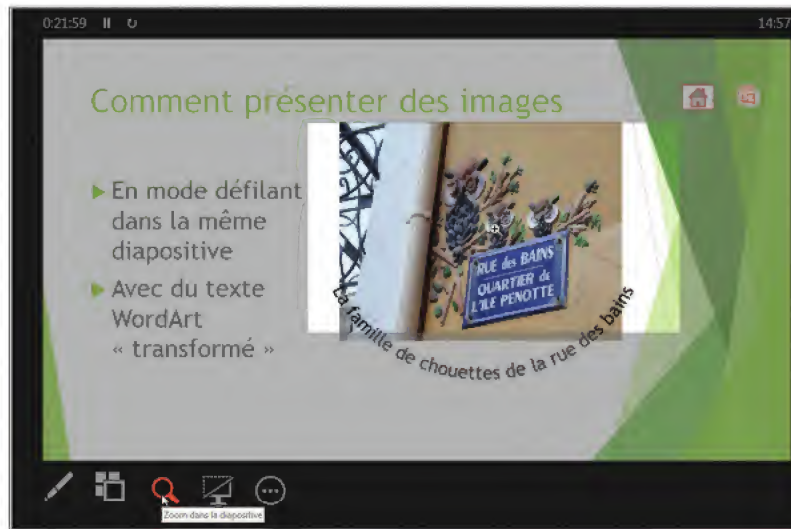 0:21:59
14:57
Comment présenter des images
En mode défilant
dans la même
diapositive
Avec du texte
WordArt
« transformé »
RUE des BAINS
QUARTIER de
L'ILE PENOTTE
La famille de chouettes de la rue des bains
Zoom dans la diapositive